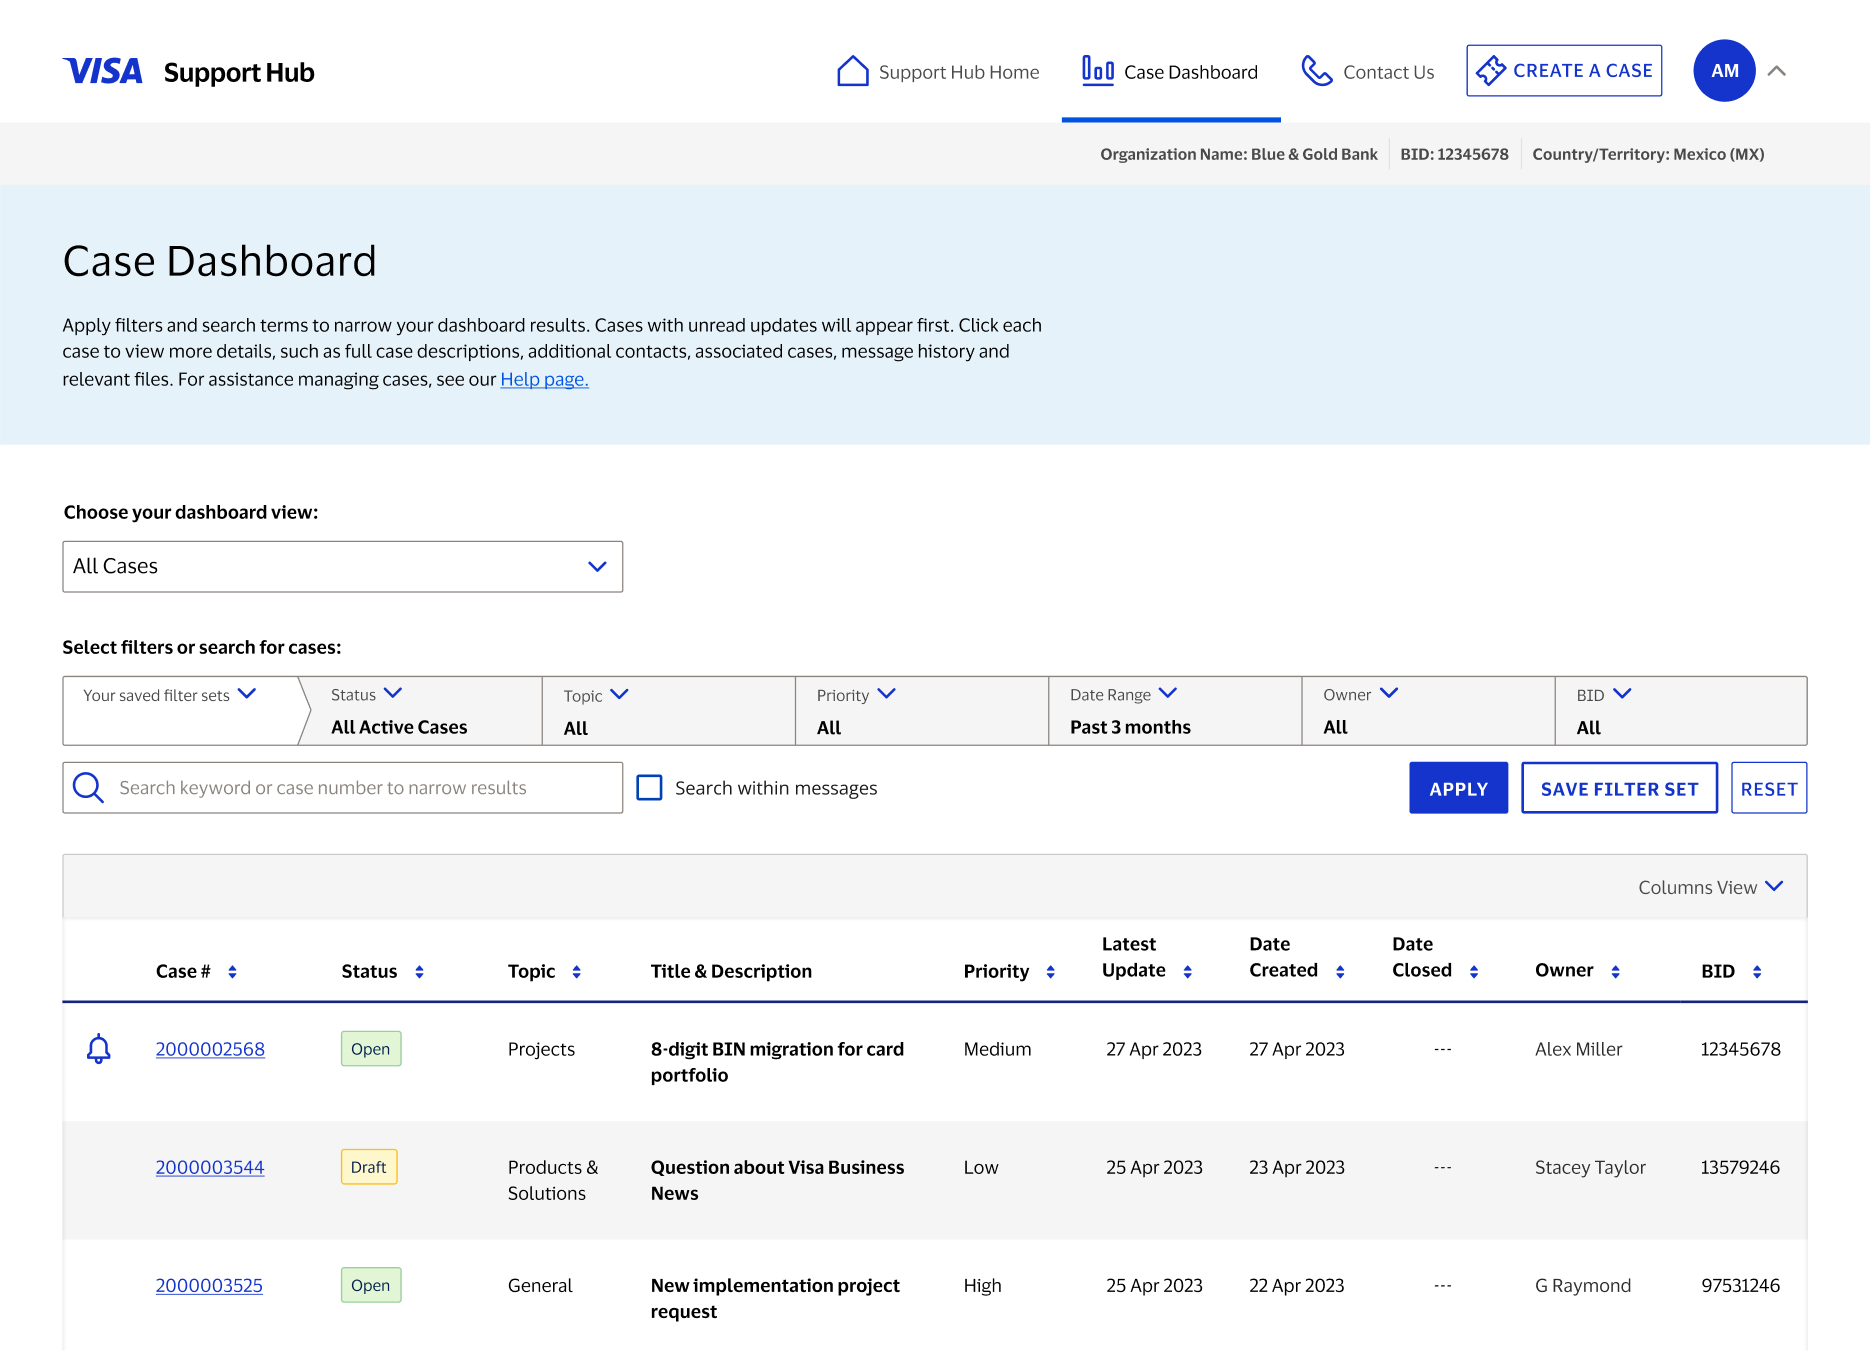 VISA Support Hub
Support Hub Home
Case Dashboard
Contact Us
CREATE A CASE
AM
Organization Name: Blue & Gold Bank
BID: 12345678
Country/Territory: Mexico (MX)
Case Dashboard
Apply filters and search terms to narrow your dashboard results. Cases with unread updates will appear first. Click each
case to view more details, such as full case descriptions, additional contacts, associated cases, message history and
relevant files. For assistance managing cases, see our Help page.
Choose your dashboard view:
All Cases
Select filters or search for cases:
Your saved filter sets
Status
All Active Cases
Topic
All
Priority
All
Date Range
Past 3 months
Owner
All
BID
All
Search keyword or case number to narrow results
Search within messages
APPLY
SAVE FILTER SET
RESET
Columns View
Case #
Status
Topic
Title & Description
Priority
Latest
Update
Date
Created
Date
Closed
Owner
BID
2000002568
Open
Projects
8-digit BIN migration for card
portfolio
Medium
27 Apr 2023
27 Apr 2023
---
Alex Miller
12345678
2000003544
Draft
Products &
Solutions
Question about Visa Business
News
Low
25 Apr 2023
23 Apr 2023
---
Stacey Taylor
13579246
2000003525
Open
General
New implementation project
request
High
25 Apr 2023
22 Apr 2023
---
G Raymond
97531246